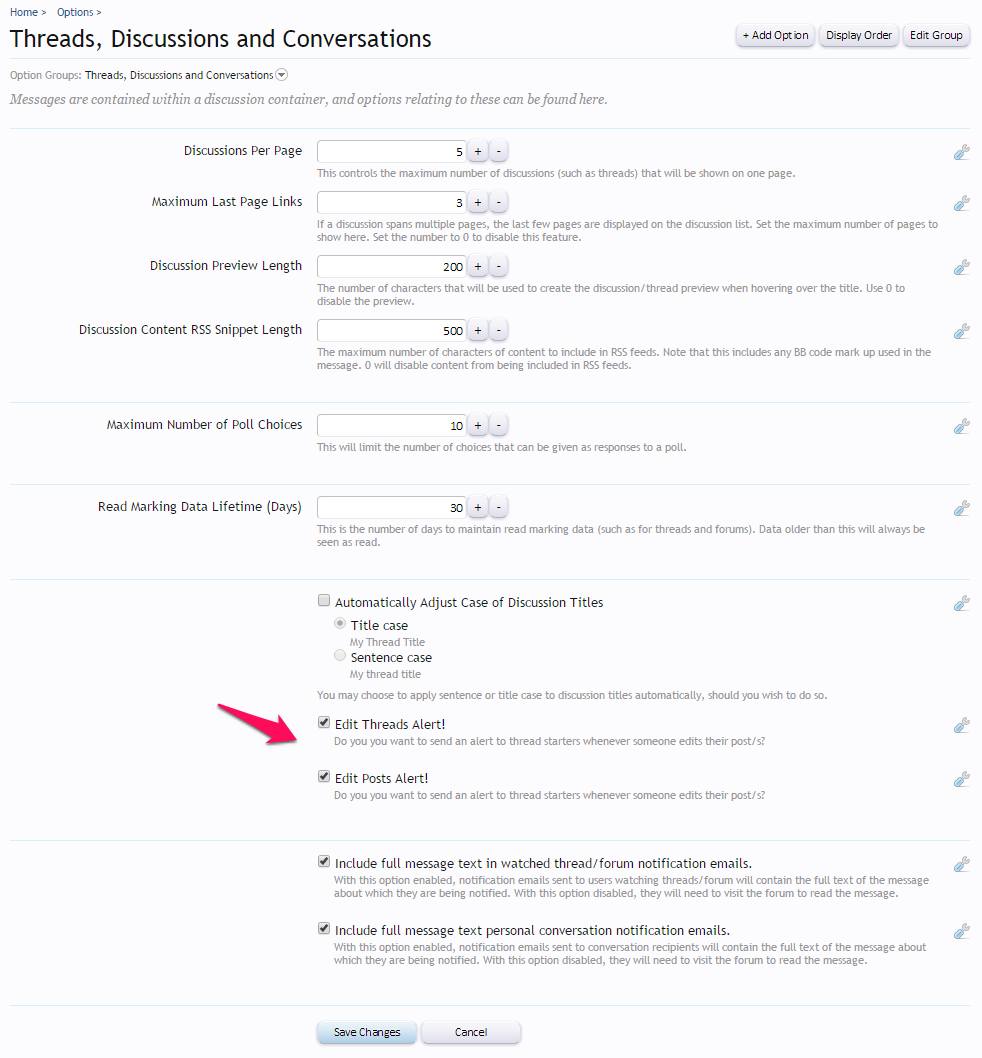 Home > Options >
Threads, Discussions and Conversations
+ Add Option Display Order Edit Group
Option Groups: Threads, Discussions and Conversations
Messages are contained within a discussion container, and options relating to these can be found here.
Discussions Per Page 5 + -
This controls the maximum number of discussions (such as threads) that will be shown on one page.
Maximum Last Page Links 3 + -
If a discussion spans multiple pages, the last few pages are displayed on the discussion list. Set the maximum number of pages to
show here. Set the number to 0 to disable this feature.
Discussion Preview Length 200 + -
The number of characters that will be used to create the discussion/thread preview when hovering over the title. Use 0 to
disable the preview.
Discussion Content RSS Snippet Length 500 + -
The maximum number of characters of content to include in RSS feeds. Note that this includes any BB code mark up used in the
message. 0 will disable content from being included in RSS feeds.
Maximum Number of Poll Choices 10 + -
This will limit the number of choices that can be given as responses to a poll.
Read Marking Data Lifetime (Days) 30 + -
This is the number of days to maintain read marking data (such as for threads and forums). Data older than this will always be
seen as read.
Automatically Adjust Case of Discussion Titles
Title case
My Thread Title
Sentence case
My thread title
You may choose to apply sentence or title case to discussion titles automatically, should you wish to do so.
Edit Threads Alert!
Do you you want to send an alert to thread starters whenever someone edits their post/s?
Edit Posts Alert!
Do you you want to send an alert to thread starters whenever someone edits their post/s?
Include full message text in watched thread/forum notification emails.
With this option enabled, notification emails sent to users watching threads/forum will contain the full text of the message
about which they are being notified. With this option disabled, they will need to visit the forum to read the message.
Include full message text personal conversation notification emails.
With this option enabled, notification emails sent to conversation recipients will contain the full text of the message about
which they are being notified. With this option disabled, they will need to visit the forum to read the message.
Save Changes Cancel